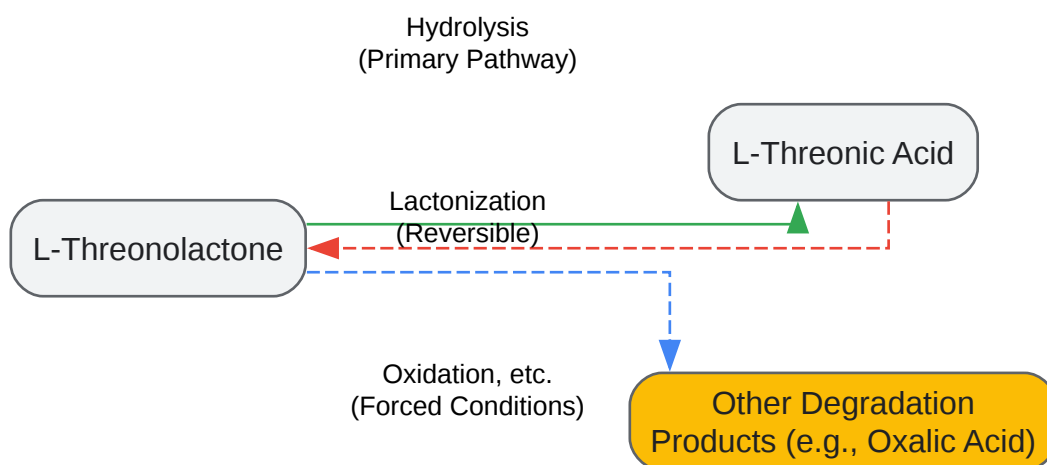 Hydrolysis
(Primary Pathway)
L-Threonic Acid
Lactonization
(Reversible)
L-Threonolactone
Oxidation, etc.
(Forced Conditions)
Other Degradation
Products (e.g., Oxalic Acid)